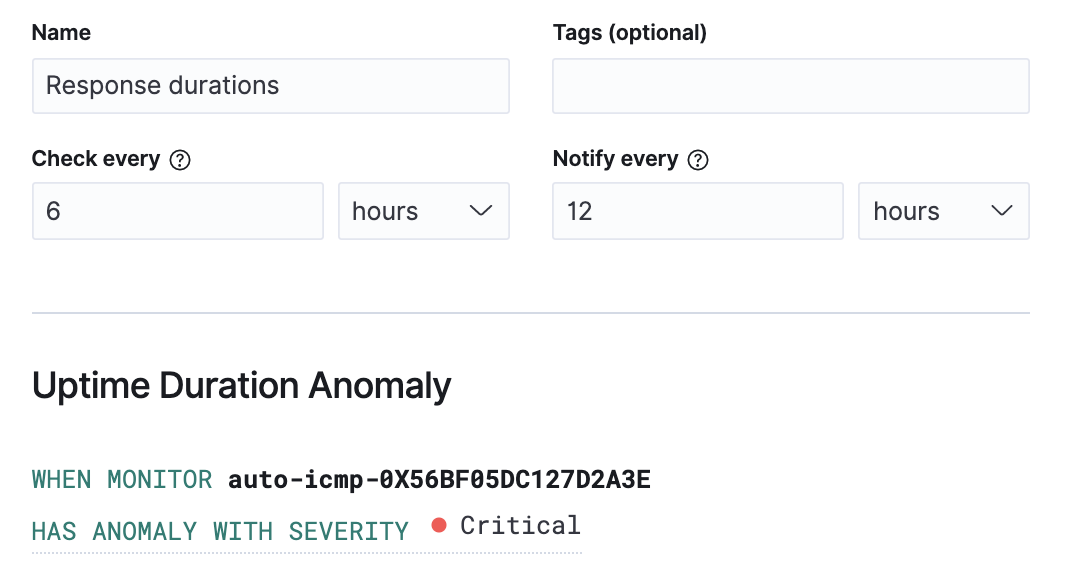 Name
Tags (optional)
Response durations
Check every ?
Notify every ?
6 hours
12 hours
Uptime Duration Anomaly
WHEN MONITOR auto-icmp-0X56BF05DC127D2A3E
HAS ANOMALY WITH SEVERITY Critical